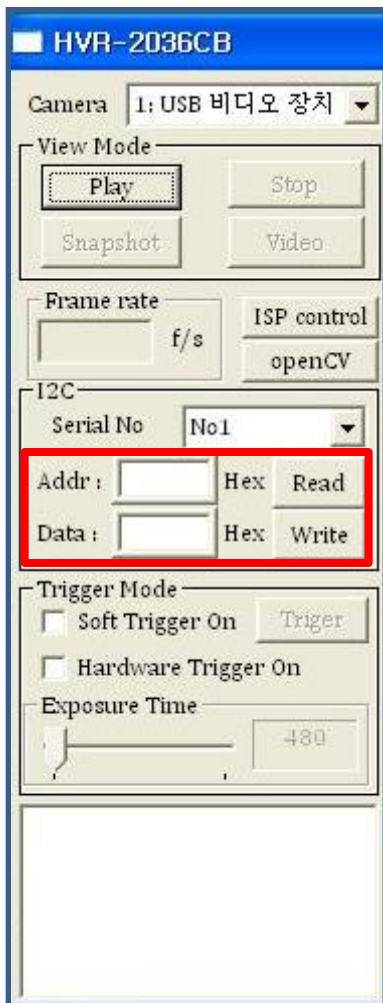 HVR-2036CB
Camera 1: USB 비디오 장치
View Mode
Play Stop
Snapshot Video
Frame rate
f/s
ISP control
openCV
I2C
Serial No No1
Addr : Hex Read
Data : Hex Write
Trigger Mode
Soft Trigger On Triger
Hardware Trigger On
Exposure Time
480